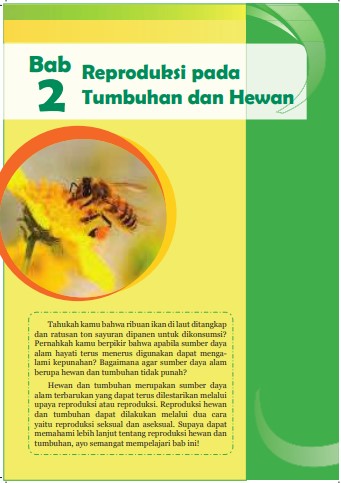 Bab
2
Reproduksi pada
Tumbuhan dan Hewan
Tahukah kamu bahwa ribuan ikan di laut ditangkap
dan ratusan ton sayuran dipanen untuk dikonsumsi?
Pernahkah kamu berpikir bahwa apabila sumber daya
alam hayati terus menerus digunakan dapat menga-
lami kepunahan? Bagaimana agar sumber daya alam
berupa hewan dan tumbuhan tidak punah?
Hewan dan tumbuhan merupakan sumber daya
alam terbarukan yang dapat terus dilestarikan melalui
upaya reproduksi atau reproduksi. Reproduksi hewan
dan tumbuhan dapat dilakukan melalui dua cara
yaitu reproduksi seksual dan aseksual. Supaya dapat
memahami lebih lanjut tentang reproduksi hewan dan
tumbuhan, ayo semangat mempelajari bab ini!